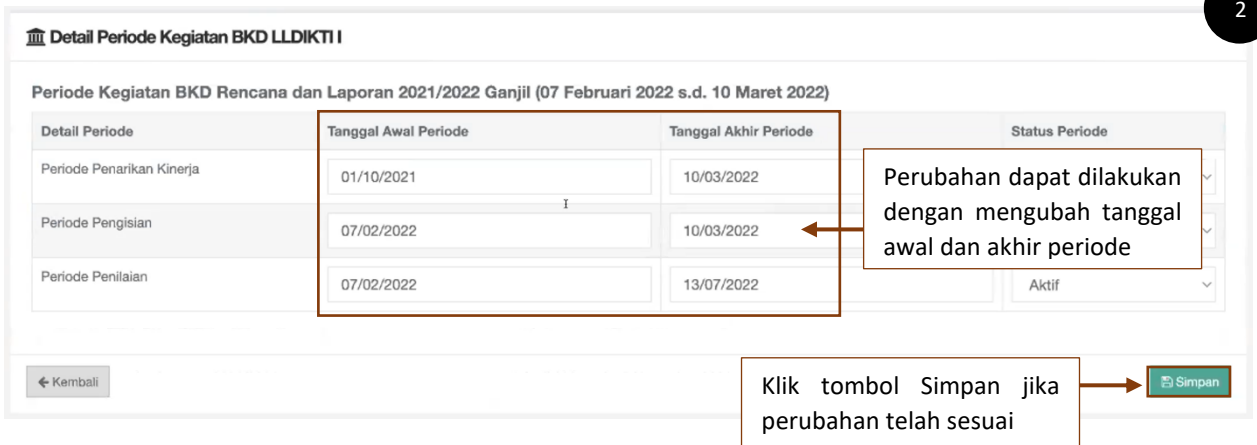 2
Detail Periode Kegiatan BKD LLDIKTI I
Periode Kegiatan BKD Rencana dan Laporan 2021/2022 Ganjil (07 Februari 2022 s.d. 10 Maret 2022)
Detail Periode Tanggal Awal Periode Tanggal Akhir Periode Status Periode
Periode Penarikan Kinerja 01/10/2021 10/03/2022
Periode Pengisian 07/02/2022 10/03/2022
Periode Penilaian 07/02/2022 13/07/2022 Aktif
Perubahan dapat dilakukan
dengan mengubah tanggal
awal dan akhir periode
Kembali
Klik tombol Simpan jika
perubahan telah sesuai
Simpan